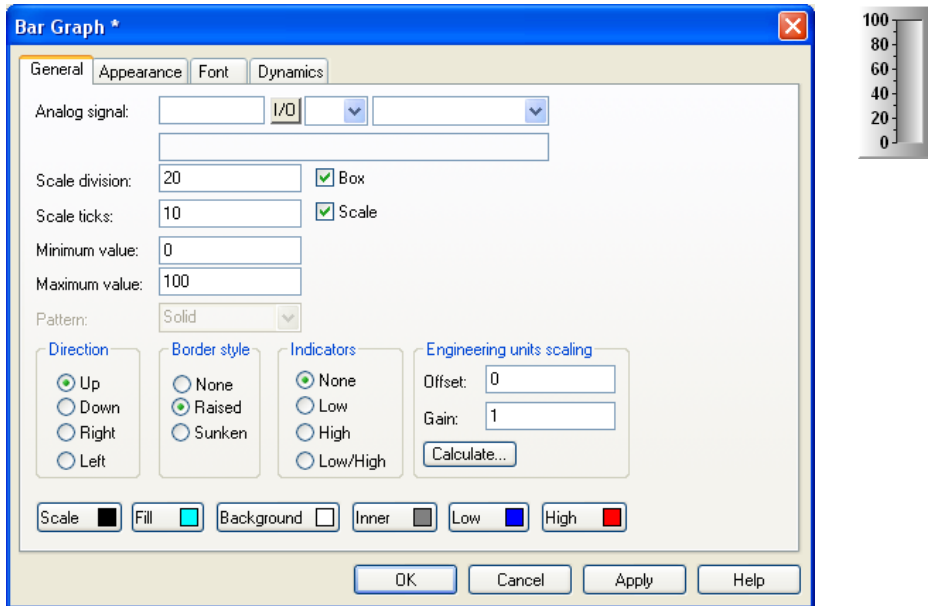 Bar Graph *
General Appearance Font Dynamics
Analog signal: I/O
Scale division: 20 Box
Scale ticks: 10 Scale
Minimum value: 0
Maximum value: 100
Pattern: Solid
Direction Border style Indicators Engineering units scaling
Up None None Offset: 0
Down Raised Low Gain: 1
Right Sunken High
Left Low/High Calculate...
Scale Fill Background Inner Low High
OK Cancel Apply Help
100
80
60
40
20
0